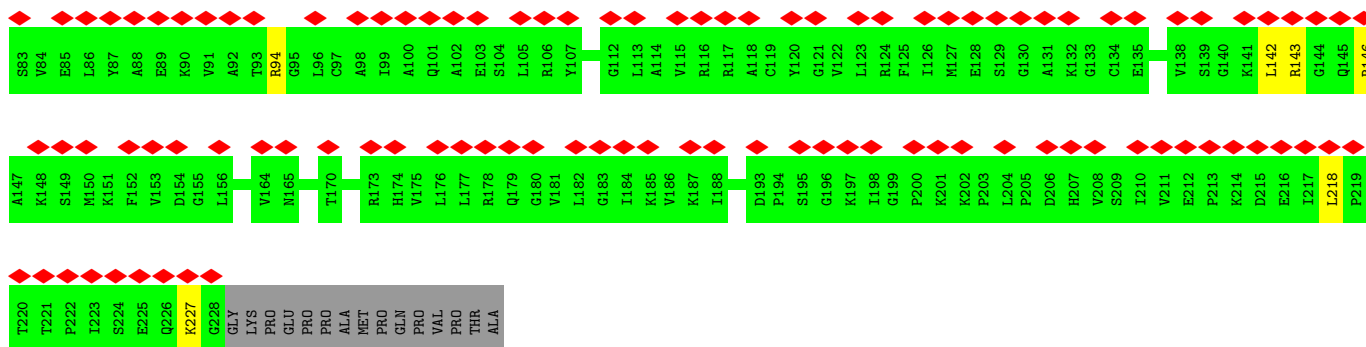 S83 V84 E85 L86 Y87 A88 E89 K90 V91 A92 T93 R94 G95 L96 C97 A98 I99 A100 Q101 A102 E103 S104 L105 R106 Y107 G112 L113 A114 V115 R116 R117 A118 C119 Y120 G121 V122 L123 R124 F125 I126 M127 E128 S129 G130 A131 K132 G133 C134 E135 V138 S139 G140 K141 L142 R143 G144 Q145 R146
A147 K148 S149 M150 K151 F152 V153 D154 G155 L156 V164 N165 T170 R173 H174 V175 L176 L177 R178 Q179 G180 V181 L182 G183 I184 K185 V186 K187 I188 D193 P194 S195 G196 K197 I198 G199 P200 K201 K202 P203 L204 P205 D206 H207 V208 S209 I210 V211 E212 P213 K214 D215 E216 I217 L218 P219
T220 T221 P222 I223 S224 E225 Q226 K227 G228 GLY LYS PRO GLU PRO PRO ALA MET PRO GLN PRO VAL PRO THR ALA